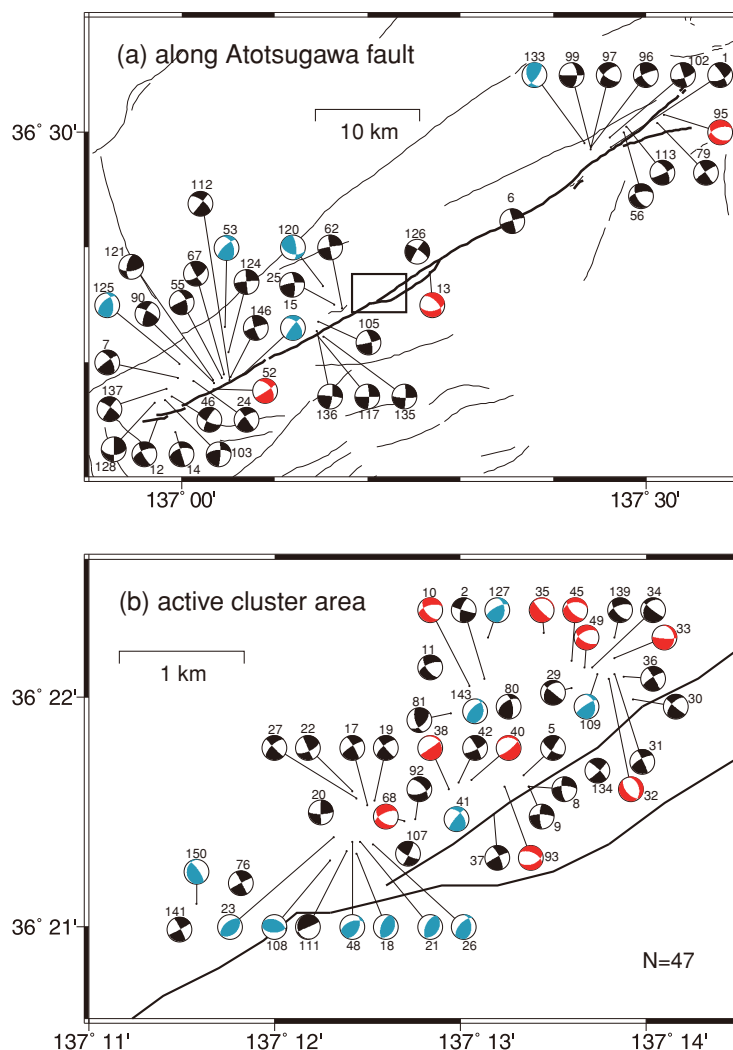 (a) along Atotsugawa fault
133 99 97 96 102 1
36° 30'
10 km
95
112
113 79
56
53 120 62 126 6
121 67 124 25
125 90 55 146 15 13
7 105
52
137 46 24 136 117 135
128 12 14 103
137° 00' 137° 30'
(b) active cluster area
10 2 127 35 45 139 34
49 33
1 km
11 36
36° 22'
143 80 29
81 109 30
27 22 17 19 38 42 40 5
31
20 68 92 41 134 32
8
9
107 37 93
150 76
141 23
36° 21'
108 111 48 18 21 26
N=47
137° 11' 137° 12' 137° 13' 137° 14'